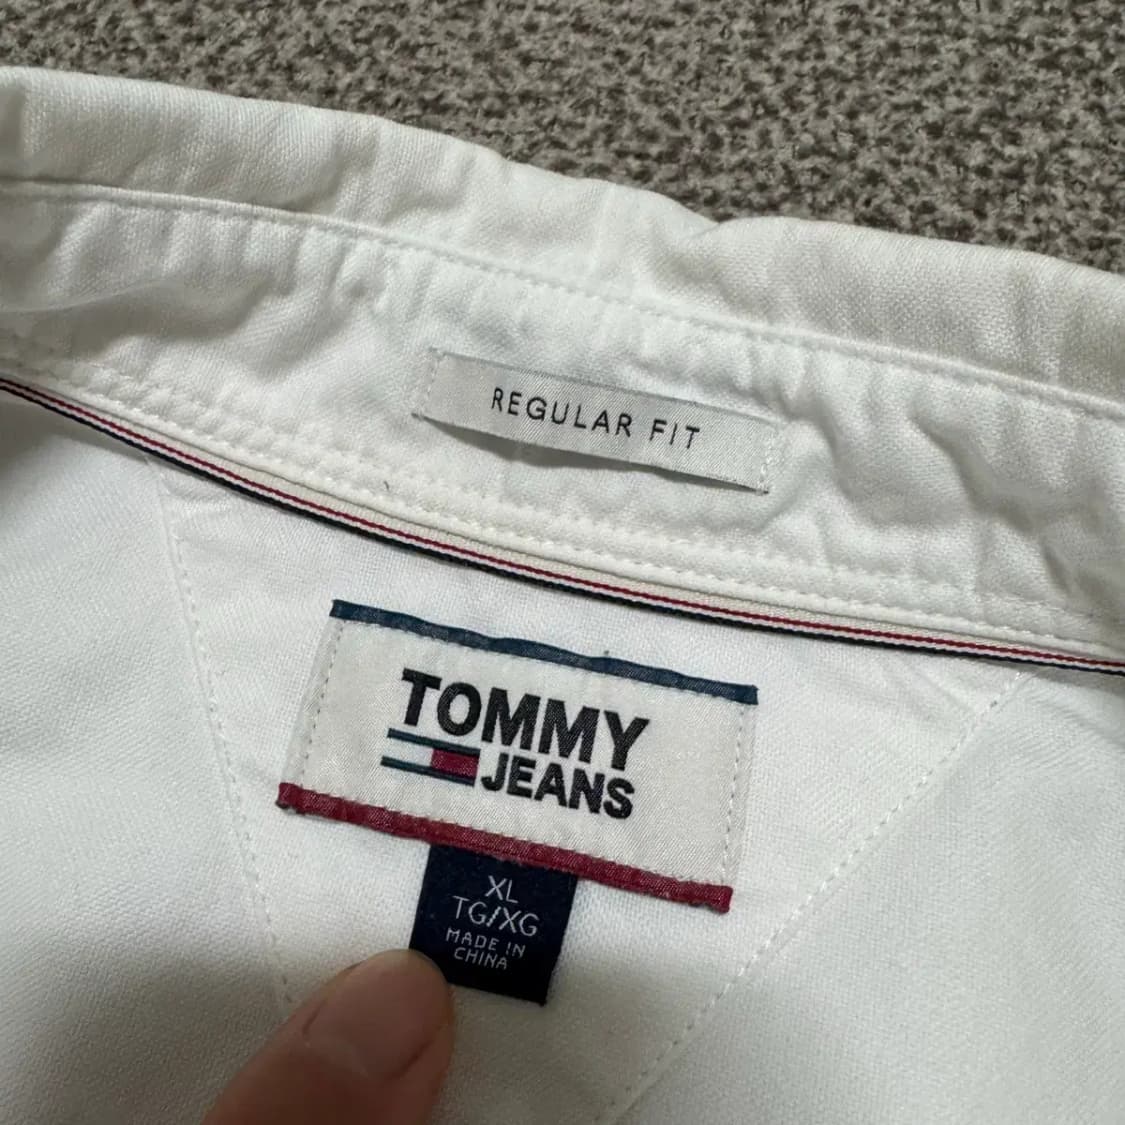 REGULAR FIT
TOMMY
JEANS
XL
TG/XG
MADE IN
CHINA